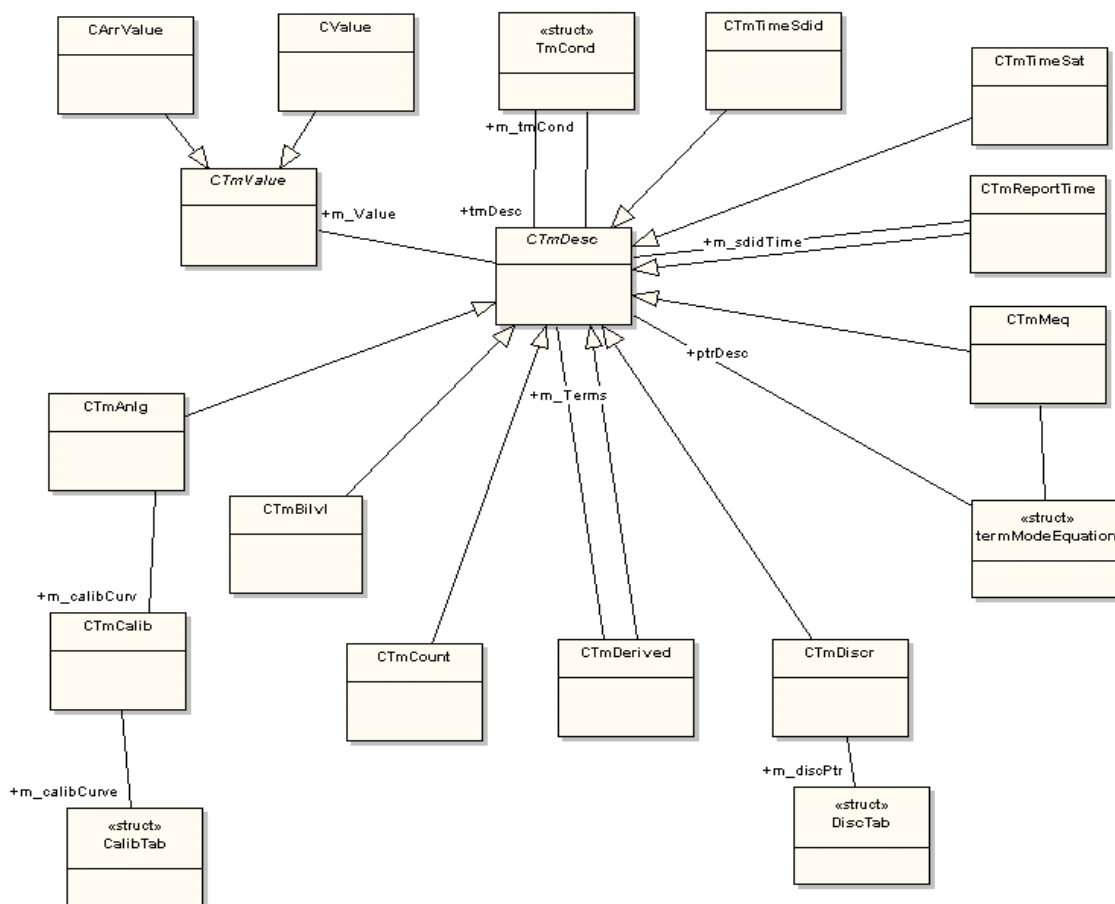 CArrValue
CValue
«struct»
TmCond
CTmTimeSdid
CTmTimeSat
+m_tmCond
CTmValue
+m_Value
+tmDesc
CTmDesc
CTmReportTime
+m_sdidTime
CTmMeq
+ptrDesc
CTmAnlg
+m_Terms
CTmBilvl
«struct»
termModeEquation
+m_calibCurv
CTmCalib
CTmCount
CTmDerived
CTmDiscr
+m_discPtr
+m_calibCurve
«struct»
CalibTab
«struct»
DiscTab